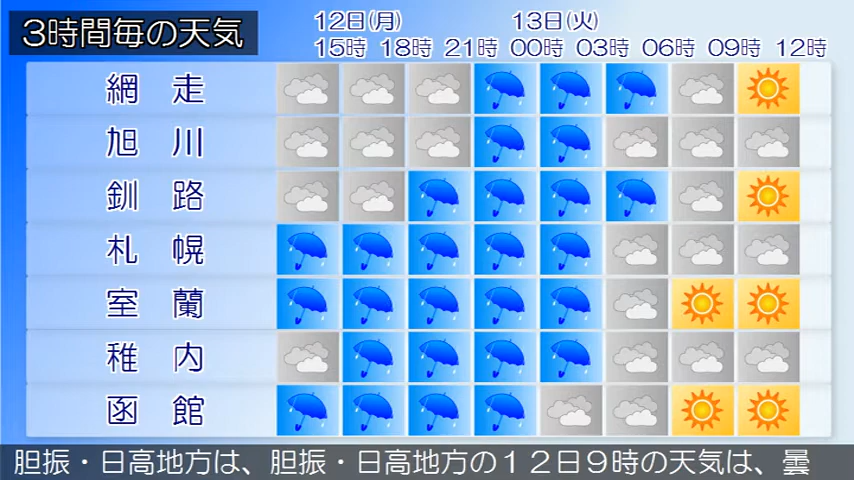 3時間毎の天気
12日(月) 13日(火)
15時 18時 21時 00時 03時 06時 09時 12時
網走
旭川
釧路
札幌
室蘭
稚内
函館
胆振・日高地方は、胆振・日高地方の12日9時の天気は、曇